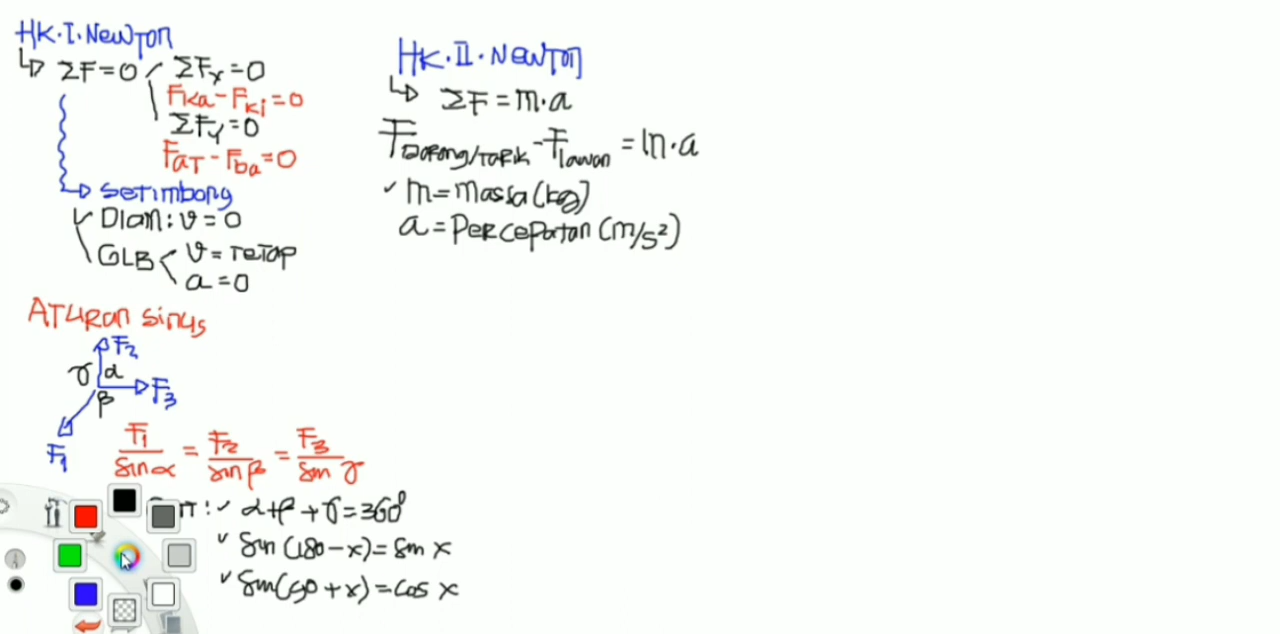 HK.I.NEWTON
ΣF=0
ΣFx=0
Fka-Fki=0
ΣFy=0
FaT-Fba=0
SETIMBANG
DIAM: v=0
GLB
v=TETAP
a=0
ATURAN SINUS
F2
γ α
F3
β
F1
F1/sin α = F2/sin β = F3/sin γ
: α+β+γ=360°
sin (180-x)=sin x
sin(90+x)=cos x
HK.II.NEWTON
ΣF=m.a
FDorong/TARIK-Flawan=m.a
m=massa(kg)
a=PERCEPATAN(m/s²)